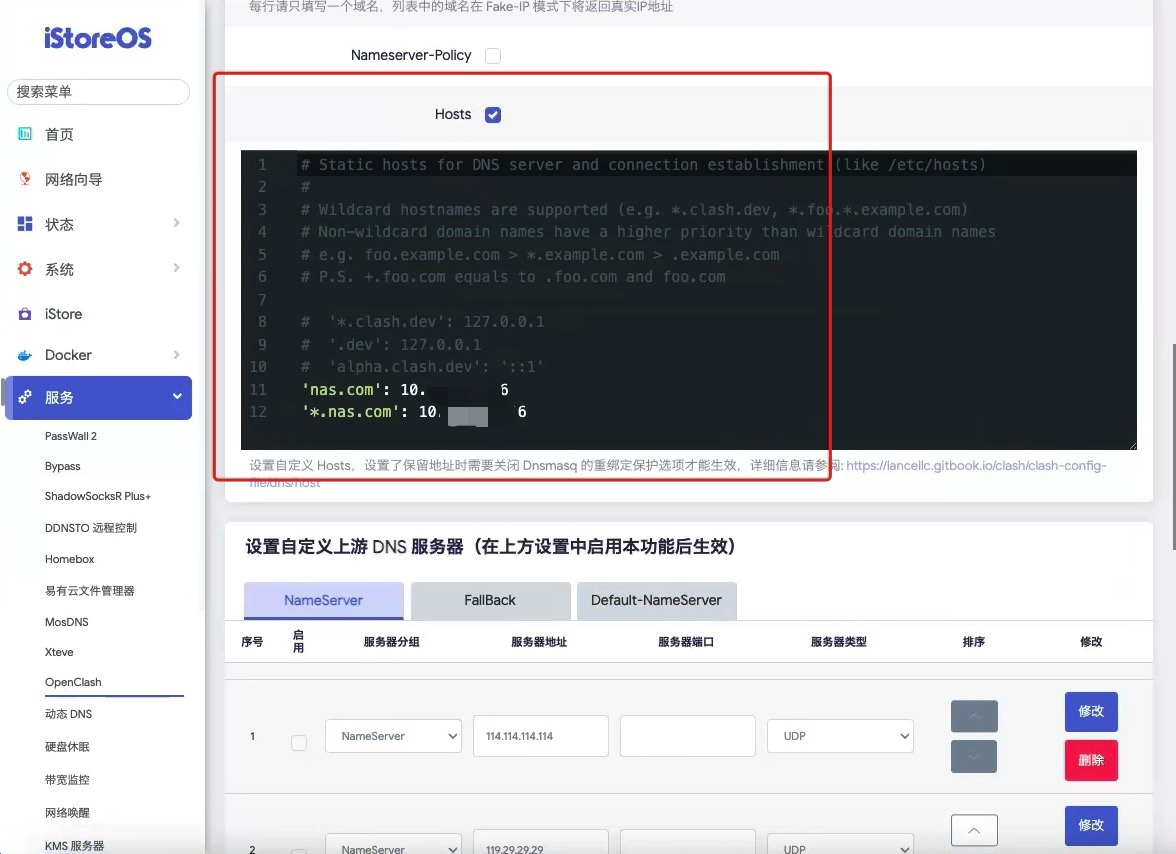 iStoreOS
搜索菜单
首页
网络向导
状态
系统
iStore
Docker
服务
PassWall 2
Bypass
ShadowSocksR Plus+
DDNSTO 远程控制
Homebox
易有云文件管理器
MosDNS
Xteve
OpenClash
动态 DNS
硬盘休眠
带宽监控
网络唤醒
KMS 服务器
每行请只填写一个域名，列表中的域名在 Fake-IP 模式下将返回真实IP地址
Nameserver-Policy
Hosts
1 # Static hosts for DNS server and connection establishment (like /etc/hosts)
2 #
3 # Wildcard hostnames are supported (e.g. *.clash.dev, *.foo.*.example.com)
4 # Non-wildcard domain names have a higher priority than wildcard domain names
5 # e.g. foo.example.com > *.example.com > .example.com
6 # P.S. +.foo.com equals to .foo.com and foo.com
7
8 # '*.clash.dev': 127.0.0.1
9 # '.dev': 127.0.0.1
10 # 'alpha.clash.dev': '::1'
11 'nas.com': 10. 6
12 '*.nas.com': 10. 6
设置自定义 Hosts，设置了保留地址时需要关闭 Dnsmasq 的重绑定保护选项才能生效，详细信息请参阅: https://lancellc.gitbook.io/clash/clash-config-
file/dns/host
设置自定义上游 DNS 服务器（在上方设置中启用本功能后生效）
NameServer FallBack Default-NameServer
序号 启用 服务器分组 服务器地址 服务器端口 服务器类型 排序 修改
1 NameServer 114.114.114.114 UDP 修改
删除
2 NameServer 119.29.29.29 UDP 修改